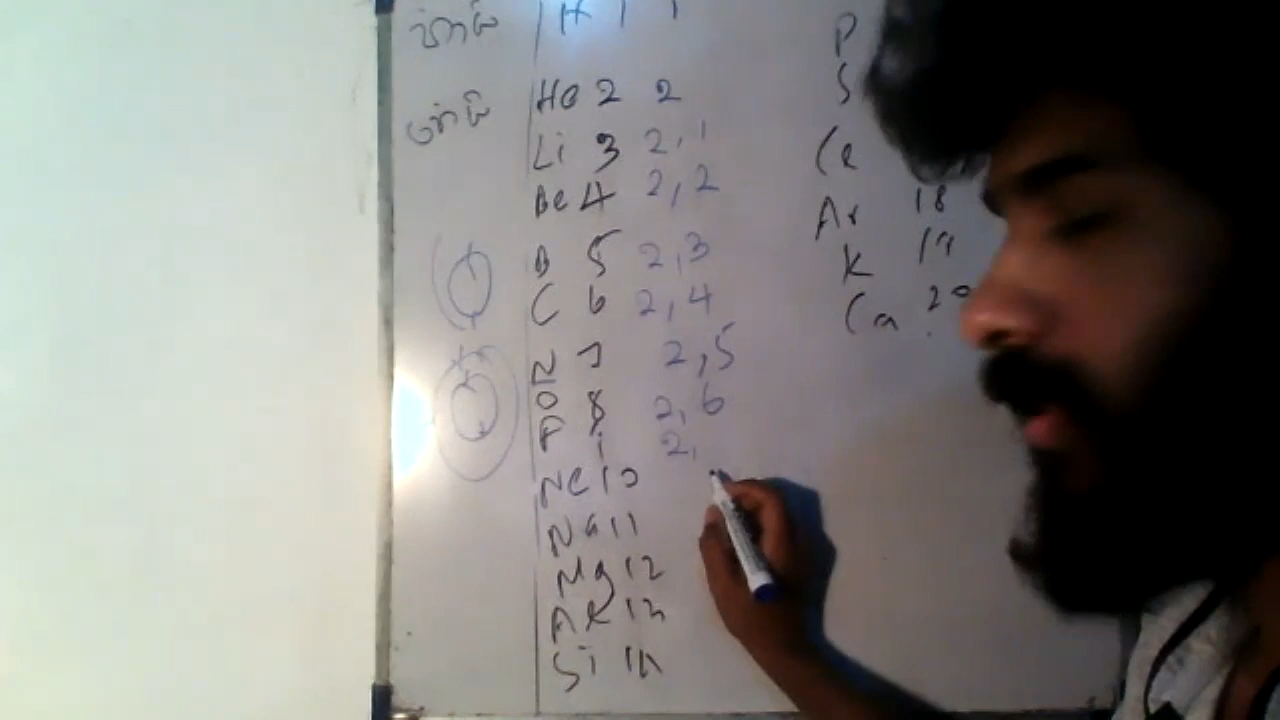 H 1 1
He 2 2
Li 3 2,1
Be 4 2,2
B 5 2,3
C 6 2,4
N 7 2,5
O 8 2,6
F 2,
Ne 10
Na 11
Mg 12
Al 13
Si 14
P
S
Cl
Ar 18
K 19
Ca 20